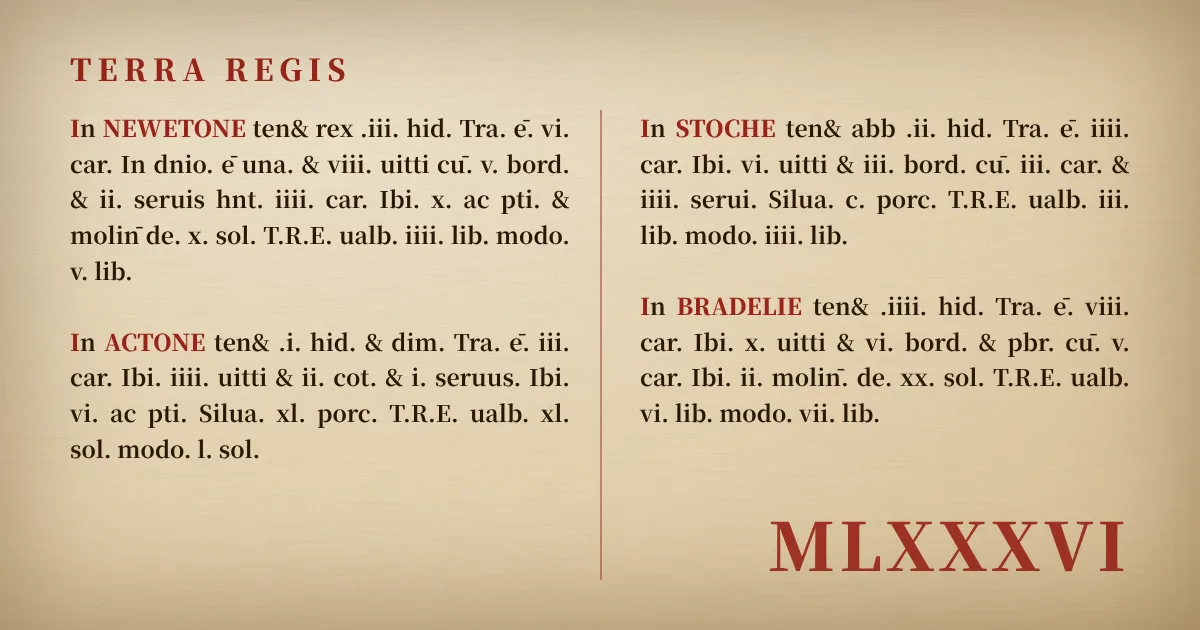 TERRA REGIS
In NEWETONE ten& rex .iii. hid. Tra. ē. vi.
car. In dnio. ē una. & viii. uitti cū. v. bord.
& ii. seruis hnt. iiii. car. Ibi. x. ac pti. &
molin̄ de. x. sol. T.R.E. ualb. iiii. lib. modo.
v. lib.
In ACTONE ten& .i. hid. & dim. Tra. ē. iii.
car. Ibi. iiii. uitti & ii. cot. & i. seruus. Ibi.
vi. ac pti. Silua. xl. porc. T.R.E. ualb. xl.
sol. modo. l. sol.
In STOCHE ten& abb .ii. hid. Tra. ē. iiii.
car. Ibi. vi. uitti & iii. bord. cū. iii. car. &
iiii. serui. Silua. c. porc. T.R.E. ualb. iii.
lib. modo. iiii. lib.
In BRADELIE ten& .iiii. hid. Tra. ē. viii.
car. Ibi. x. uitti & vi. bord. & pbr. cū. v.
car. Ibi. ii. molin̄. de. xx. sol. T.R.E. ualb.
vi. lib. modo. vii. lib.
MLXXXVI